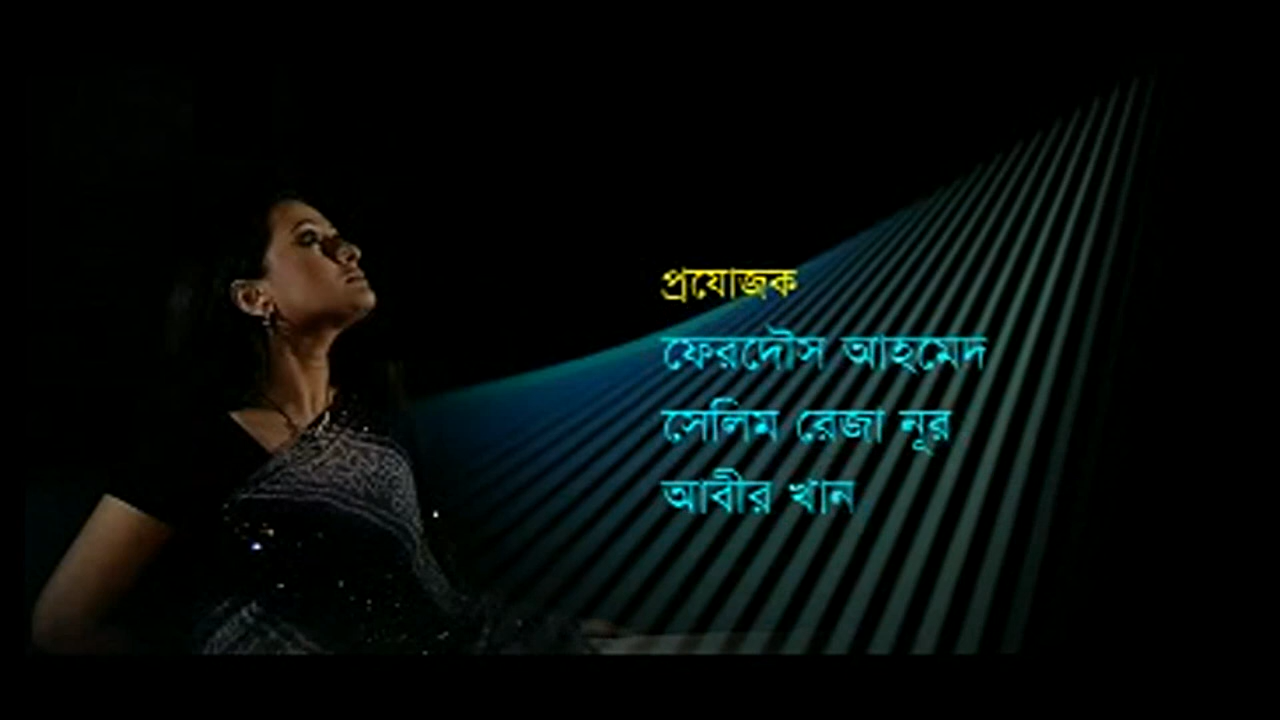 প্রযোজক
ফেরদৌস আহমেদ
সেলিম রেজা নূর
আবীর খান